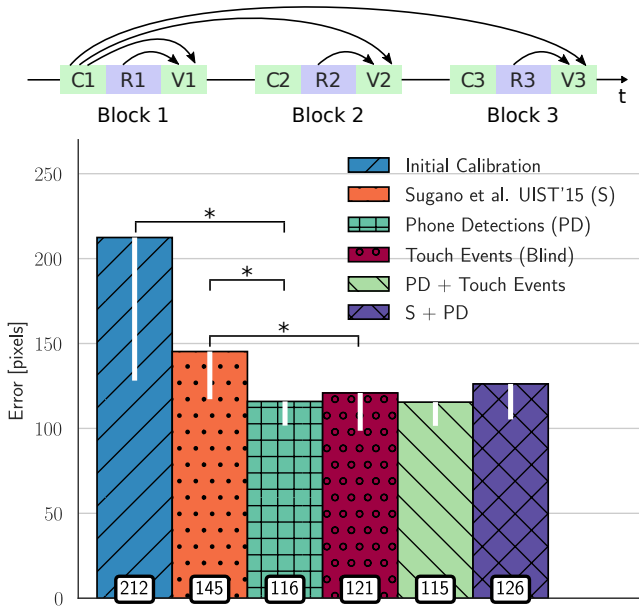 C1 R1 V1 C2 R2 V2 C3 R3 V3
t
Block 1 Block 2 Block 3
250
200
150
100
50
0
Error [pixels]
Initial Calibration
Sugano et al. UIST'15 (S)
Phone Detections (PD)
Touch Events (Blind)
PD + Touch Events
S + PD
*
*
*
212 145 116 121 115 126